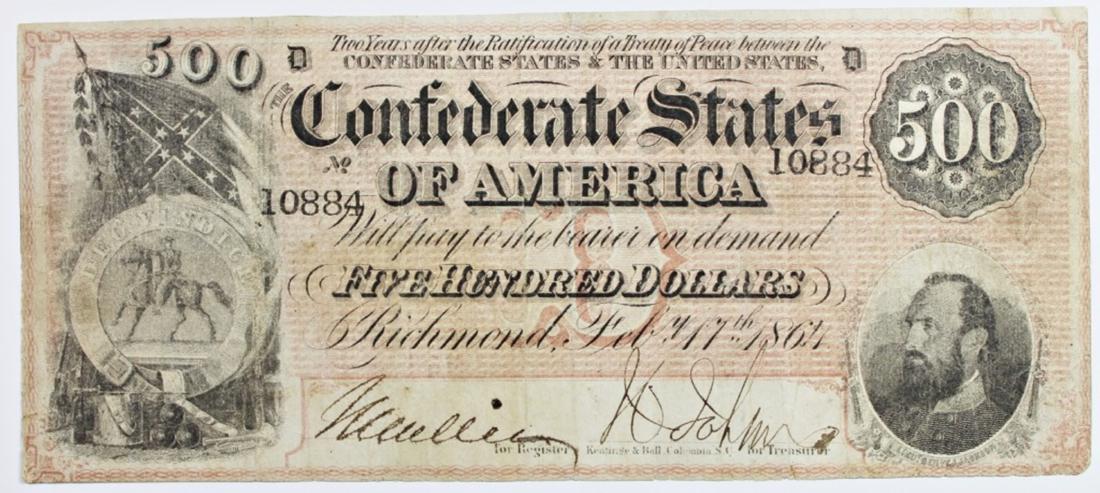 500 D Two Years after the Ratification of a Treaty of Peace between the D
CONFEDERATE STATES & THE UNITED STATES,
THE Confederate States 500
No 10884
10884 OF AMERICA
Will pay to the bearer on demand
FIVE HUNDRED DOLLARS
Richmond, Feby 17th 1864
DEO VINDICE
for Register Keatinge & Ball, Columbia S.C. for Treasurer